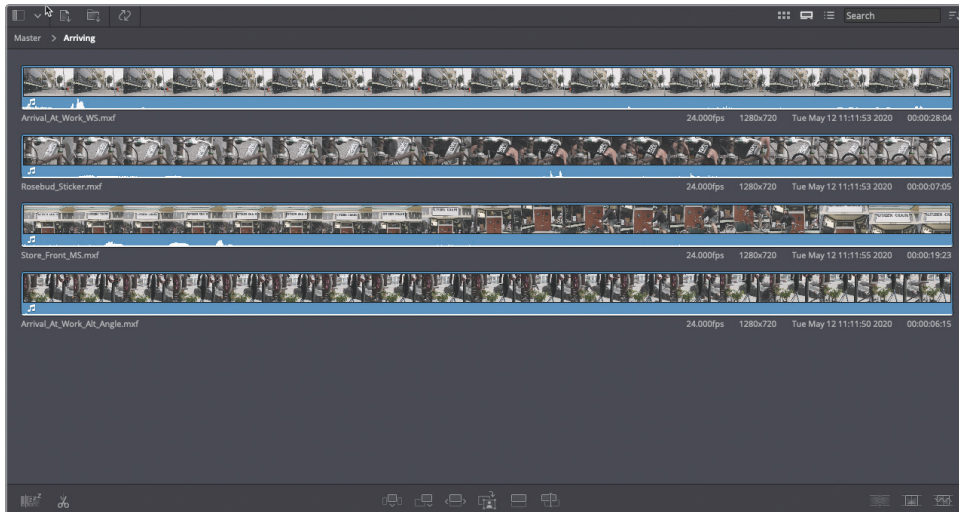 Search
Master > Arriving
Arrival_At_Work_WS.mxf 24.000fps 1280x720 Tue May 12 11:11:53 2020 00:00:28:04
Rosebud_Sticker.mxf 24.000fps 1280x720 Tue May 12 11:11:53 2020 00:00:07:05
Store_Front_MS.mxf 24.000fps 1280x720 Tue May 12 11:11:55 2020 00:00:19:23
Arrival_At_Work_Alt_Angle.mxf 24.000fps 1280x720 Tue May 12 11:11:50 2020 00:00:06:15